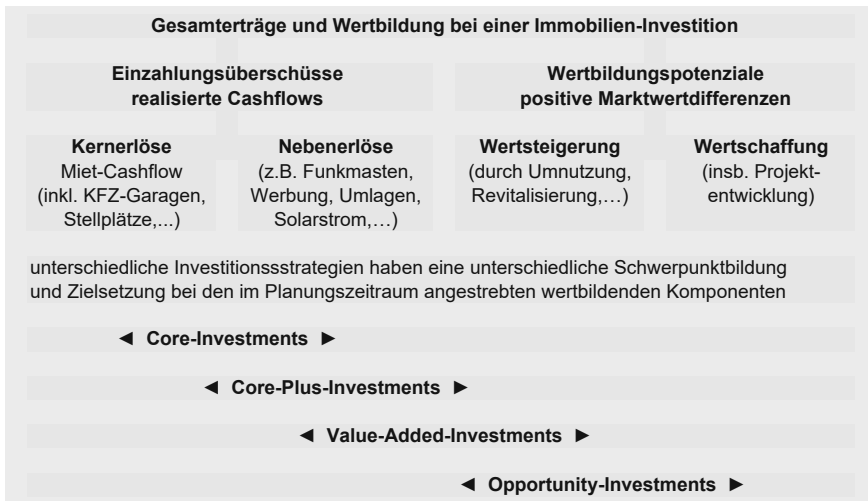 Gesamterträge und Wertbildung bei einer Immobilien-Investition
Einzahlungsüberschüsse
realisierte Cashflows
Wertbildungspotenziale
positive Marktwertdifferenzen
Kernerlöse
Miet-Cashflow
(inkl. KFZ-Garagen,
Stellplätze,...)
Nebenerlöse
(z.B. Funkmasten,
Werbung, Umlagen,
Solarstrom,…)
Wertsteigerung
(durch Umnutzung,
Revitalisierung,…)
Wertschaffung
(insb. Projekt-
entwicklung)
unterschiedliche Investitionssstrategien haben eine unterschiedliche Schwerpunktbildung
und Zielsetzung bei den im Planungszeitraum angestrebten wertbildenden Komponenten
◄ Core-Investments ►
◄ Core-Plus-Investments ►
◄ Value-Added-Investments ►
◄ Opportunity-Investments ►